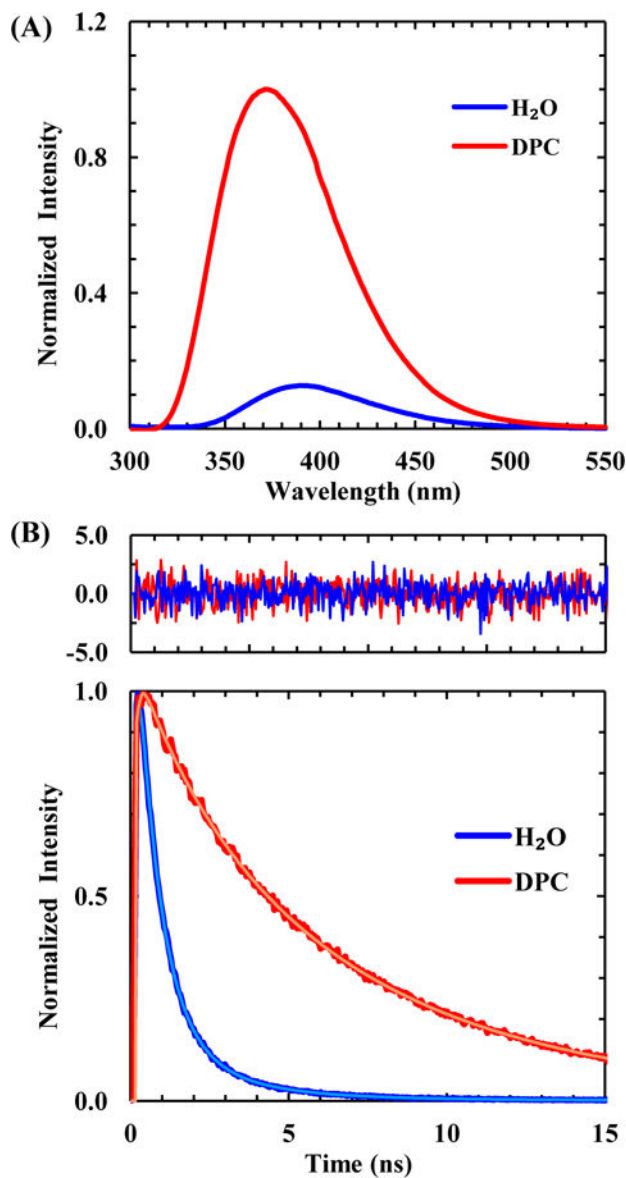 (A)
1.2
H₂O
DPC
0.8
0.4
0.0
Normalized Intensity
300 350 400 450 500 550
Wavelength (nm)
(B)
5.0
0.0
-5.0
1.0
H₂O
DPC
0.5
0.0
Normalized Intensity
0 5 10 15
Time (ns)